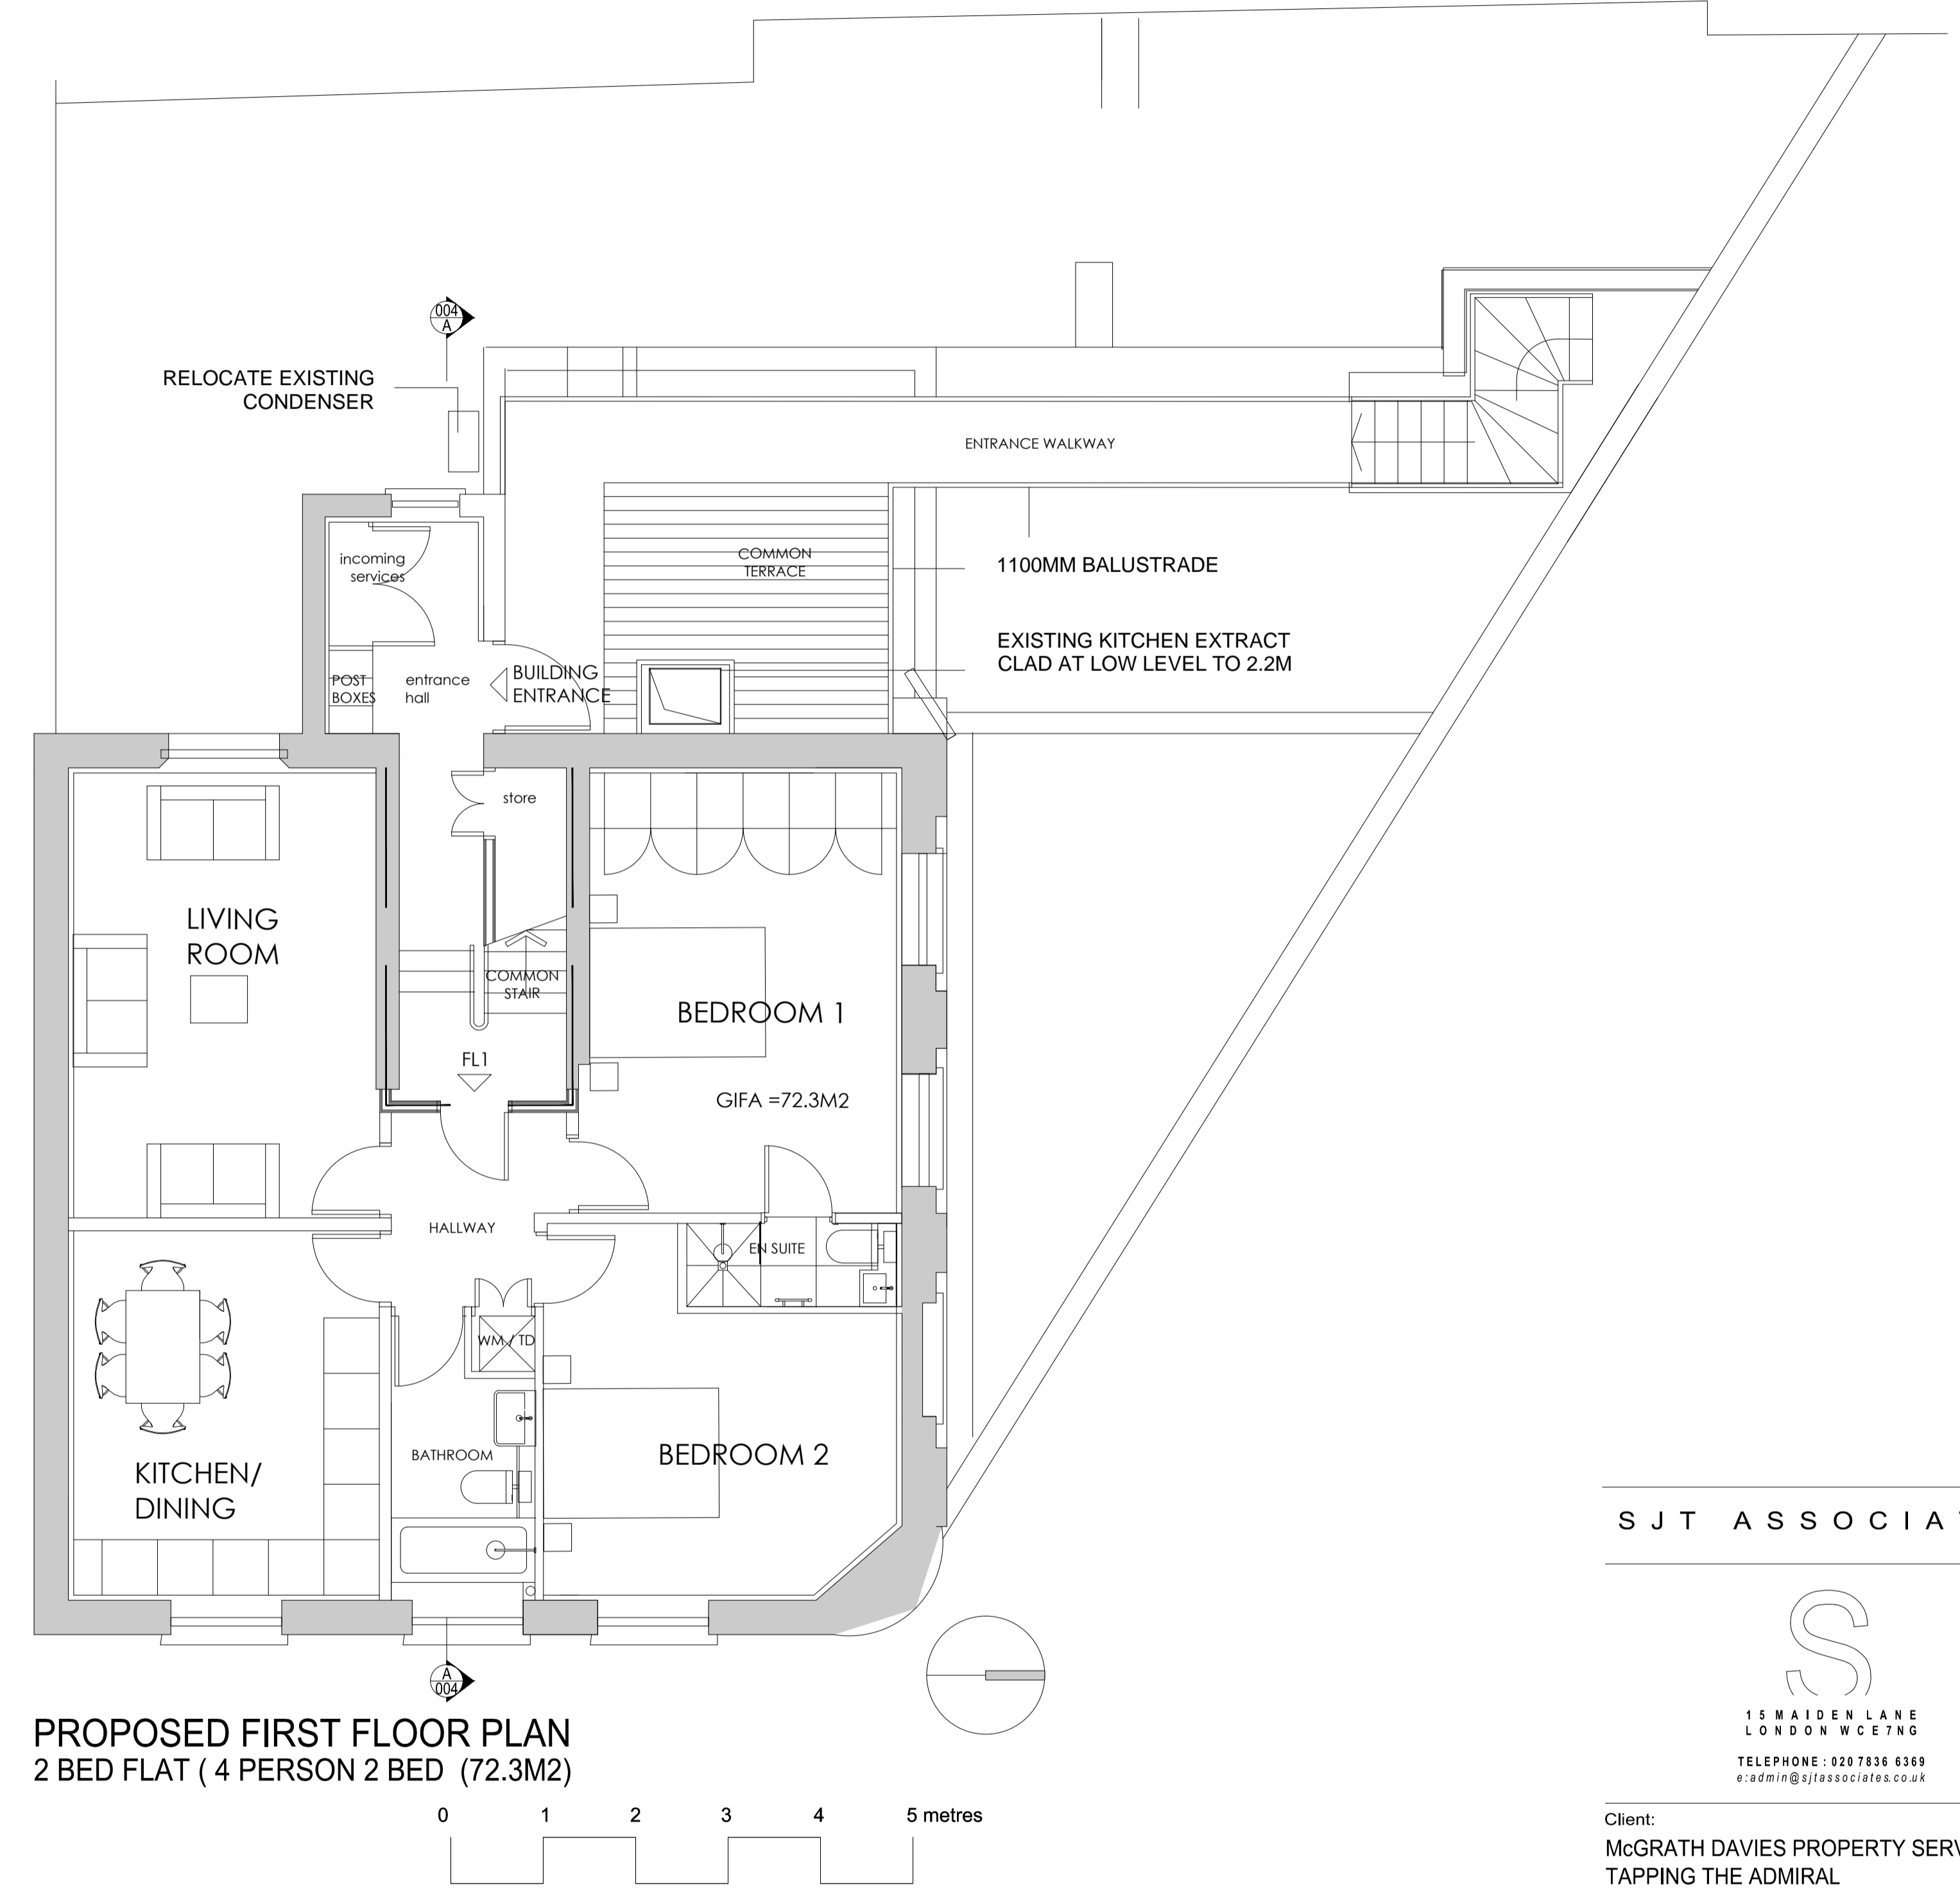 004
A
RELOCATE EXISTING
CONDENSER
ENTRANCE WALKWAY
incoming
services
COMMON
TERRACE
1100MM BALUSTRADE
EXISTING KITCHEN EXTRACT
CLAD AT LOW LEVEL TO 2.2M
POST
BOXES
entrance
hall
BUILDING
ENTRANCE
store
LIVING
ROOM
COMMON
STAIR
BEDROOM 1
FL1
GIFA =72.3M2
HALLWAY
EN SUITE
WM / TD
BATHROOM
BEDROOM 2
KITCHEN/
DINING
A
004
PROPOSED FIRST FLOOR PLAN
2 BED FLAT ( 4 PERSON 2 BED (72.3M2)
0 1 2 3 4 5 metres
SJT ASSOCIA
S
15 MAIDEN LANE
LONDON WCE7NG
TELEPHONE : 020 7836 6369
e:admin@sjtassociates.co.uk
Client:
McGRATH DAVIES PROPERTY SERV
TAPPING THE ADMIRAL